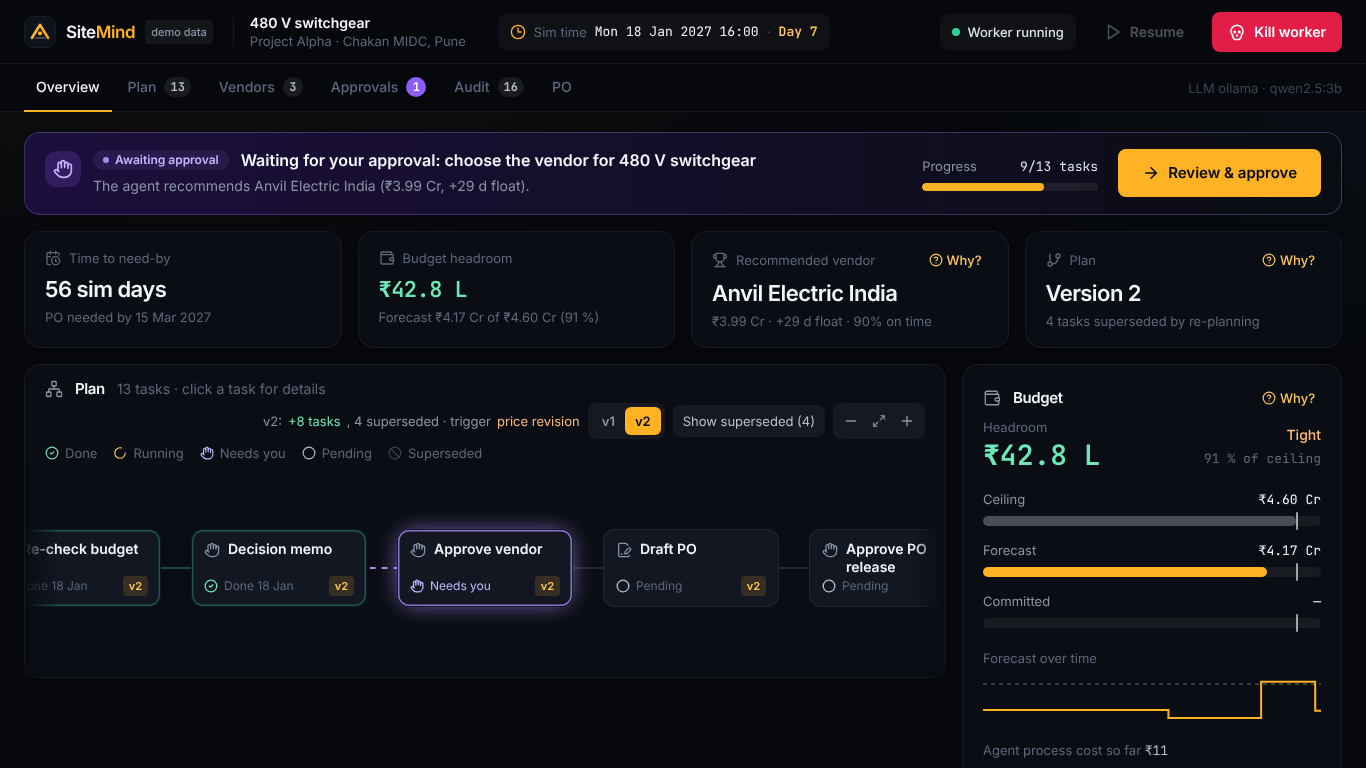 SiteMind demo data
480 V switchgear
Project Alpha · Chakan MIDC, Pune
Sim time Mon 18 Jan 2027 16:00 · Day 7
Worker running
Resume
Kill worker
Overview
Plan 13
Vendors 3
Approvals 1
Audit 16
PO
LLM ollama · qwen2.5:3b
Awaiting approval
Waiting for your approval: choose the vendor for 480 V switchgear
The agent recommends Anvil Electric India (₹3.99 Cr, +29 d float).
Progress 9/13 tasks
Review & approve
Time to need-by
56 sim days
PO needed by 15 Mar 2027
Budget headroom
₹42.8 L
Forecast ₹4.17 Cr of ₹4.60 Cr (91 %)
Recommended vendor Why?
Anvil Electric India
₹3.99 Cr · +29 d float · 90% on time
Plan Why?
Version 2
4 tasks superseded by re-planning
Plan 13 tasks · click a task for details
v2: +8 tasks , 4 superseded · trigger price revision
v1 v2
Show superseded (4)
Done Running Needs you Pending Superseded
Re-check budget
one 18 Jan v2
Decision memo
Done 18 Jan v2
Approve vendor
Needs you v2
Draft PO
Pending v2
Approve PO
release
Pending
Budget Why?
Headroom
₹42.8 L
Tight
91 % of ceiling
Ceiling ₹4.60 Cr
Forecast ₹4.17 Cr
Committed –
Forecast over time
Agent process cost so far ₹11